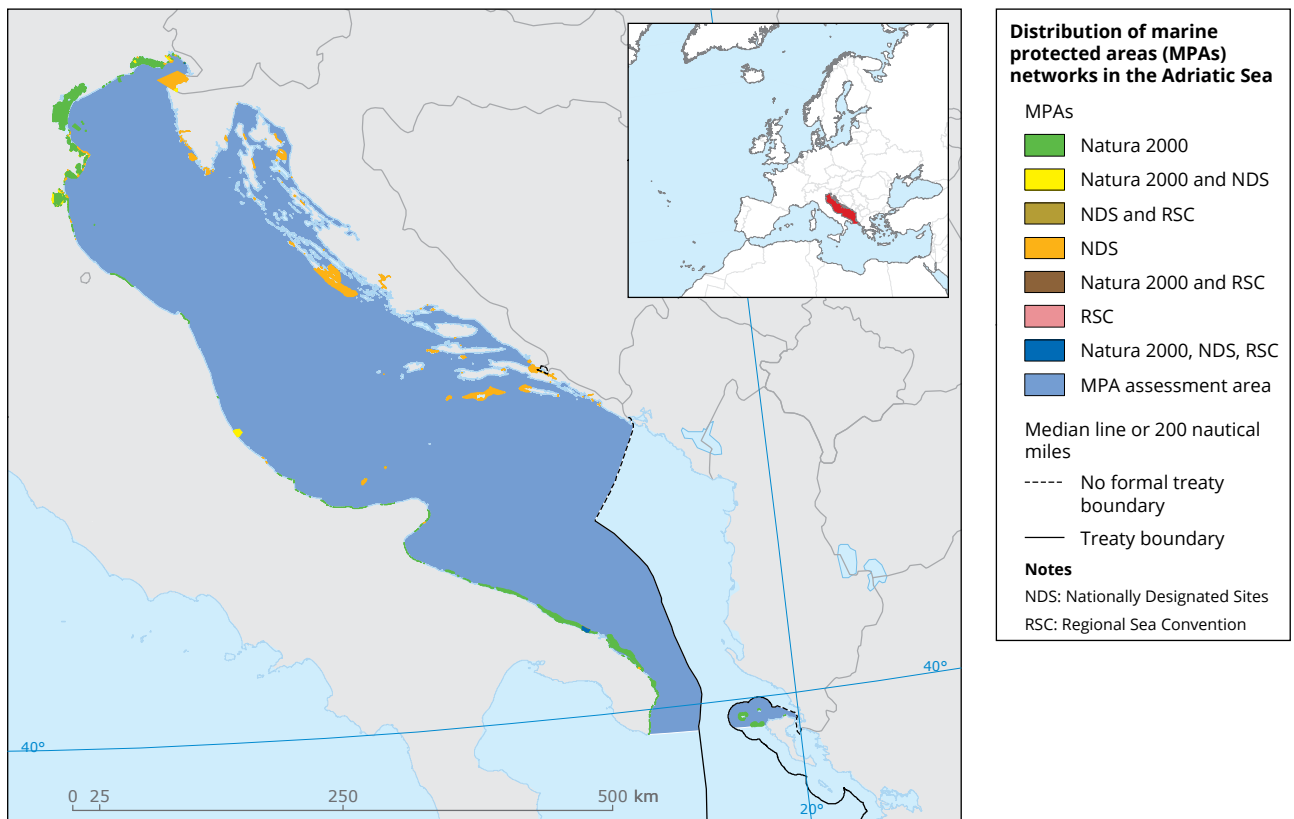 Distribution of marine
protected areas (MPAs)
networks in the Adriatic Sea
MPAs
Natura 2000
Natura 2000 and NDS
NDS and RSC
NDS
Natura 2000 and RSC
RSC
Natura 2000, NDS, RSC
MPA assessment area
Median line or 200 nautical
miles
No formal treaty
boundary
Treaty boundary
Notes
NDS: Nationally Designated Sites
RSC: Regional Sea Convention
40°
40°
20°
0 25 250 500 km